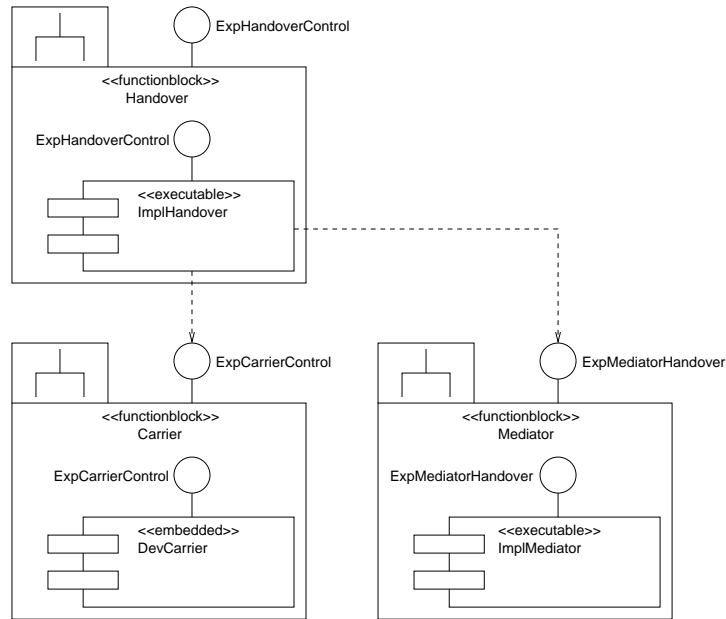 ExpHandoverControl
<<functionblock>>
Handover
ExpHandoverControl
<<executable>>
ImplHandover
ExpCarrierControl
ExpMediatorHandover
<<functionblock>>
Carrier
<<functionblock>>
Mediator
ExpCarrierControl
ExpMediatorHandover
<<embedded>>
DevCarrier
<<executable>>
ImplMediator